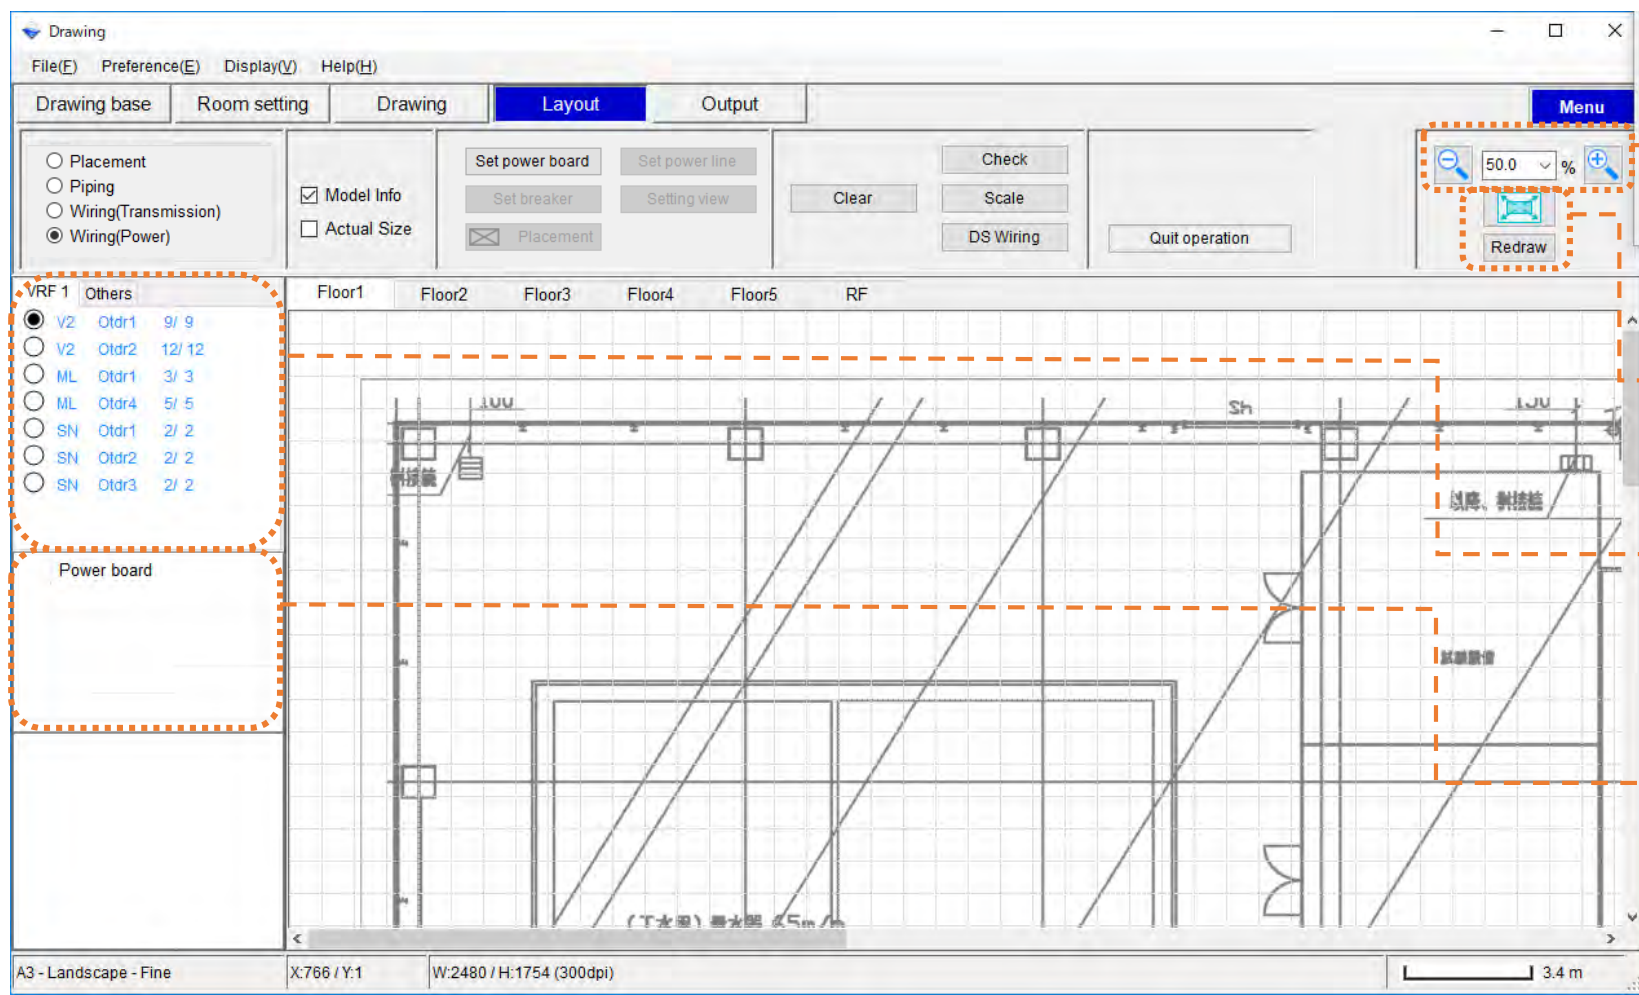 Drawing
File(F) Preference(E) Display(V) Help(H)
Drawing base Room setting Drawing Layout Output Menu
Placement
Piping
Wiring(Transmission)
Wiring(Power)
Model Info
Actual Size
Set power board Set power line
Set breaker Setting view
Placement
Clear
Check
Scale
DS Wiring
Quit operation
50.0 %
Redraw
VRF 1 Others
V2 Otdr1 9/ 9
V2 Otdr2 12/ 12
ML Otdr1 3/ 3
ML Otdr4 5/ 5
SN Otdr1 2/ 2
SN Otdr2 2/ 2
SN Otdr3 2/ 2
Power board
Floor1 Floor2 Floor3 Floor4 Floor5 RF
A3 - Landscape - Fine X:766 / Y:1 W:2480 / H:1754 (300dpi) 3.4 m